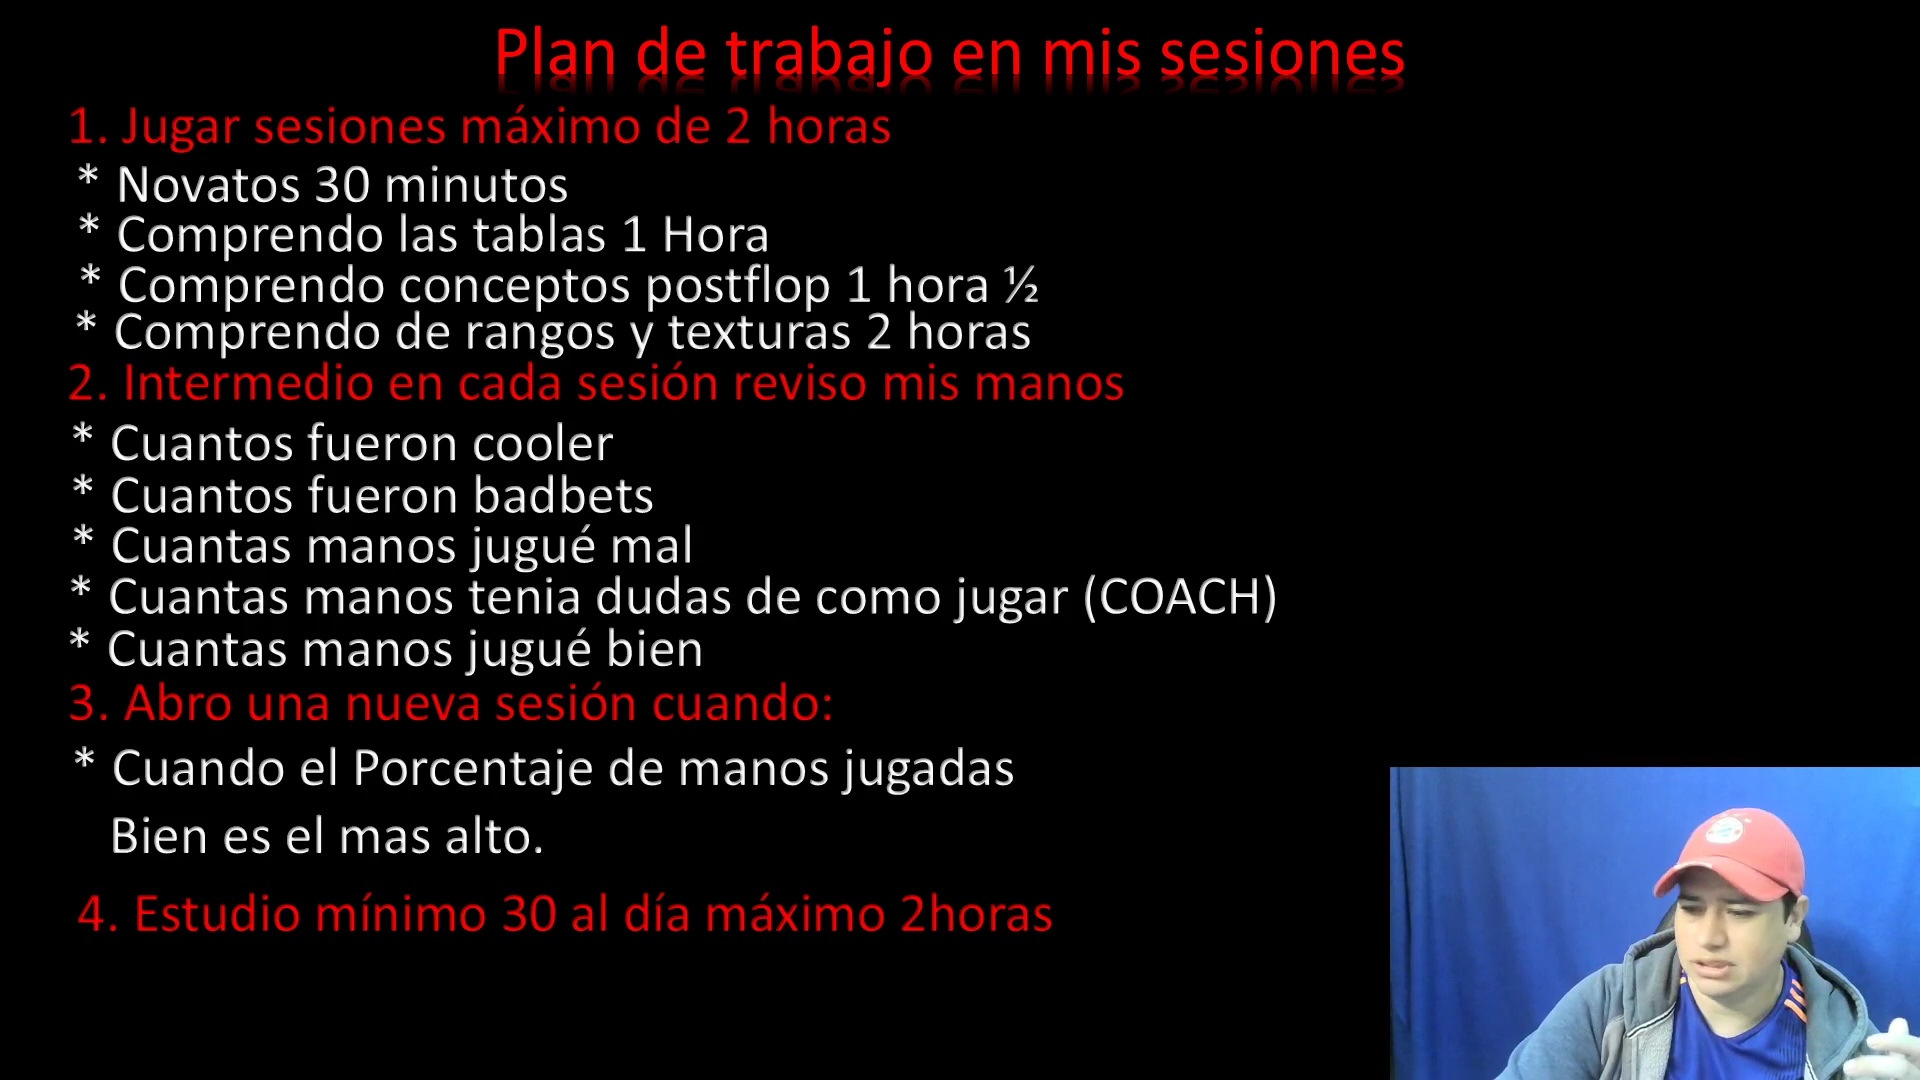 Plan de trabajo en mis sesiones
1. Jugar sesiones máximo de 2 horas
* Novatos 30 minutos
* Comprendo las tablas 1 Hora
* Comprendo conceptos postflop 1 hora ½
* Comprendo de rangos y texturas 2 horas
2. Intermedio en cada sesión reviso mis manos
* Cuantos fueron cooler
* Cuantos fueron badbets
* Cuantas manos jugué mal
* Cuantas manos tenia dudas de como jugar (COACH)
* Cuantas manos jugué bien
3. Abro una nueva sesión cuando:
* Cuando el Porcentaje de manos jugadas
Bien es el mas alto.
4. Estudio mínimo 30 al día máximo 2horas